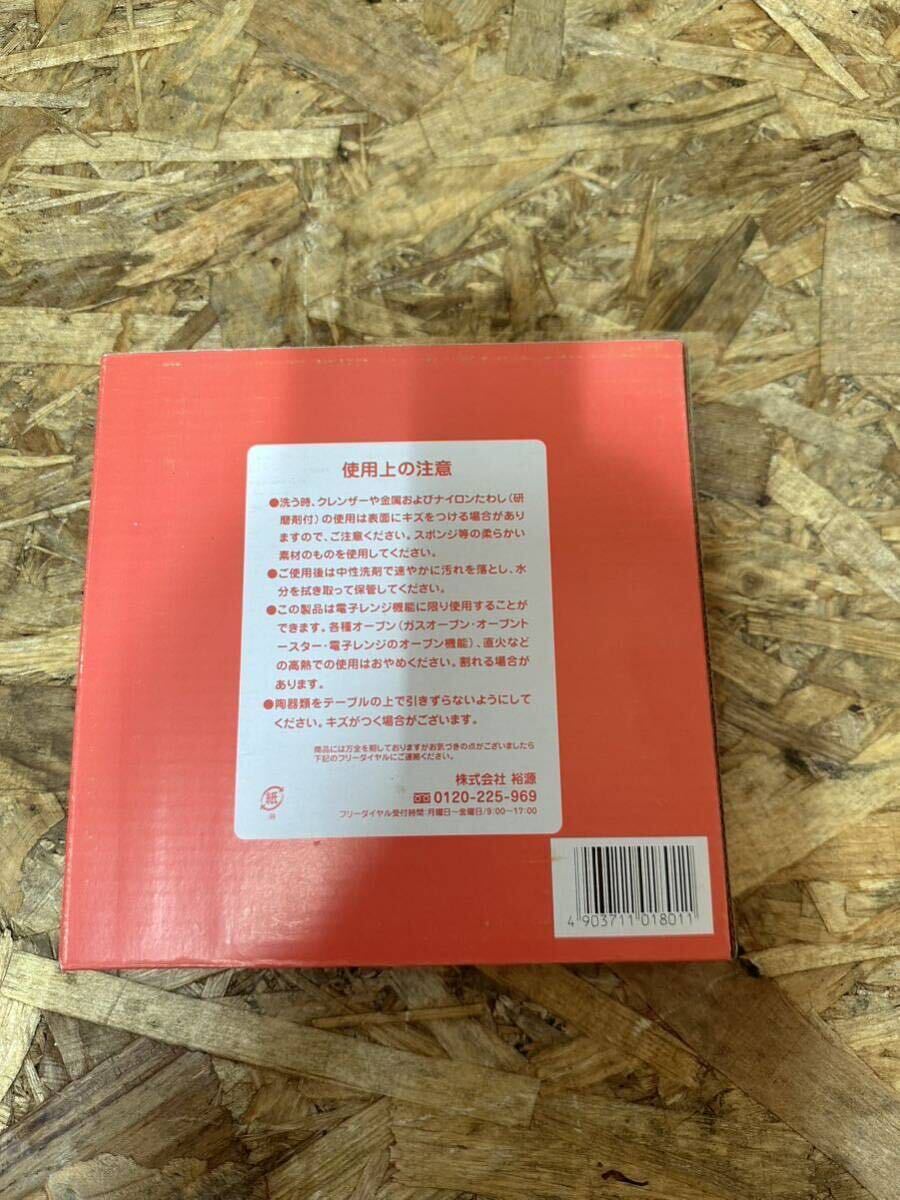 使用上の注意
●洗う時、クレンザーや金属およびナイロンたわし(研
磨剤付)の使用は表面にキズをつける場合があり
ますので、ご注意ください。スポンジ等の柔らかい
素材のものを使用してください。
●ご使用後は中性洗剤で速やかに汚れを落とし、水
分を拭き取って保管してください。
●この製品は電子レンジ機能に限り使用することが
できます。各種オーブン(ガスオーブン・オーブント
ースター・電子レンジのオーブン機能)、直火など
の高熱での使用はおやめください。割れる場合が
あります。
●陶器類をテーブルの上で引きずらないようにして
ください。キズがつく場合がございます。
商品には万全を期しておりますがお気づきの点がございましたら
下記のフリーダイヤルにご連絡ください。
株式会社 裕源
0120-225-969
フリーダイヤル受付時間:月曜日〜金曜日/9:00〜17:00
紙
4 903711 018011